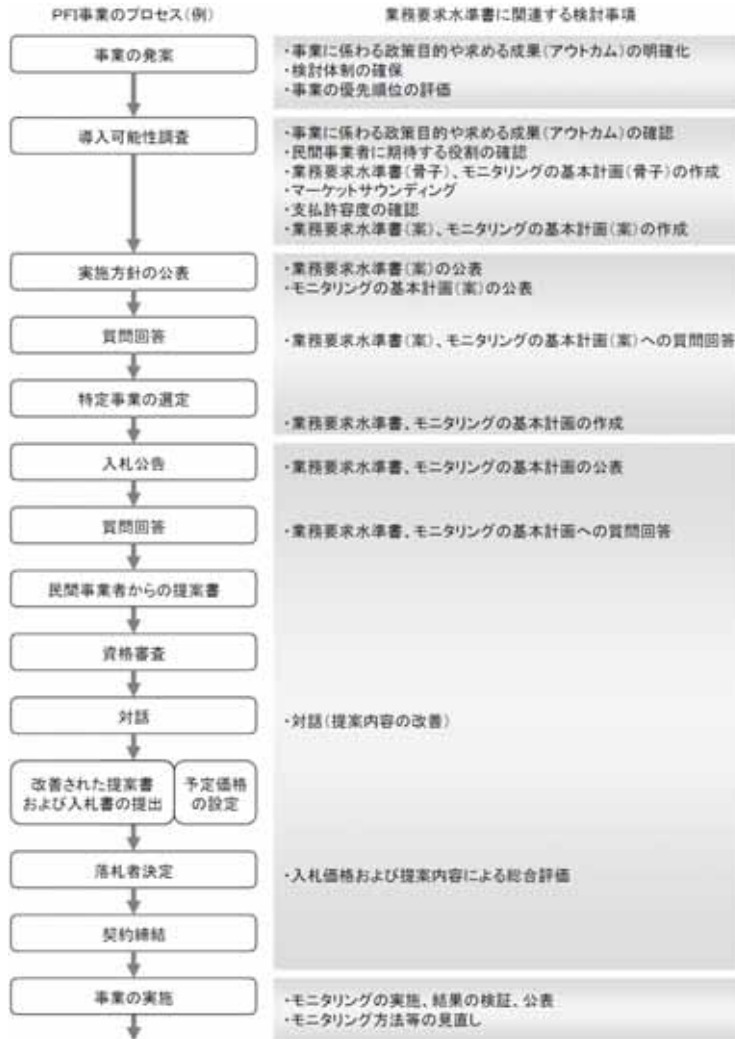 PFI事業のプロセス(例)
業務要求水準書に関連する検討事項
事業の発案
・事業に係わる政策目的や求める成果(アウトカム)の明確化
・検討体制の確保
・事業の優先順位の評価
導入可能性調査
・事業に係わる政策目的や求める成果(アウトカム)の確認
・民間事業者に期待する役割の確認
・業務要求水準書(骨子)、モニタリングの基本計画(骨子)の作成
・マーケットサウンディング
・支払許容度の確認
・業務要求水準書(案)、モニタリングの基本計画(案)の作成
実施方針の公表
・業務要求水準書(案)の公表
・モニタリングの基本計画(案)の公表
質問回答
・業務要求水準書(案)、モニタリングの基本計画(案)への質問回答
特定事業の選定
・業務要求水準書、モニタリングの基本計画の作成
入札公告
・業務要求水準書、モニタリングの基本計画の公表
質問回答
・業務要求水準書、モニタリングの基本計画への質問回答
民間事業者からの提案書
資格審査
対話
・対話(提案内容の改善)
改善された提案書
および入札書の提出
予定価格
の設定
落札者決定
・入札価格および提案内容による総合評価
契約締結
事業の実施
・モニタリングの実施、結果の検証、公表
・モニタリング方法等の見直し